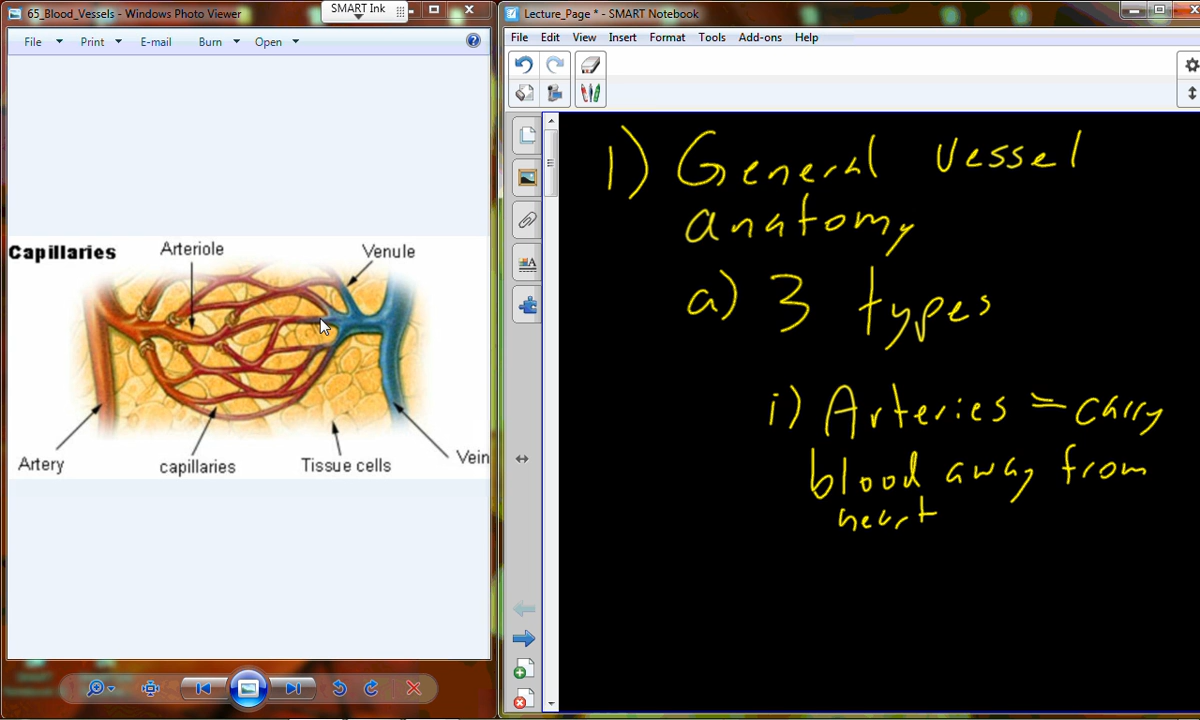 65_Blood_Vessels - Windows Photo Viewer
SMART Ink
File Print E-mail Burn Open
Capillaries
Arteriole
Venule
Artery
capillaries
Tissue cells
Vein
Lecture_Page * - SMART Notebook
File Edit View Insert Format Tools Add-ons Help
1) General vessel
anatomy
a) 3 types
i) Arteries = carry
blood away from
heart